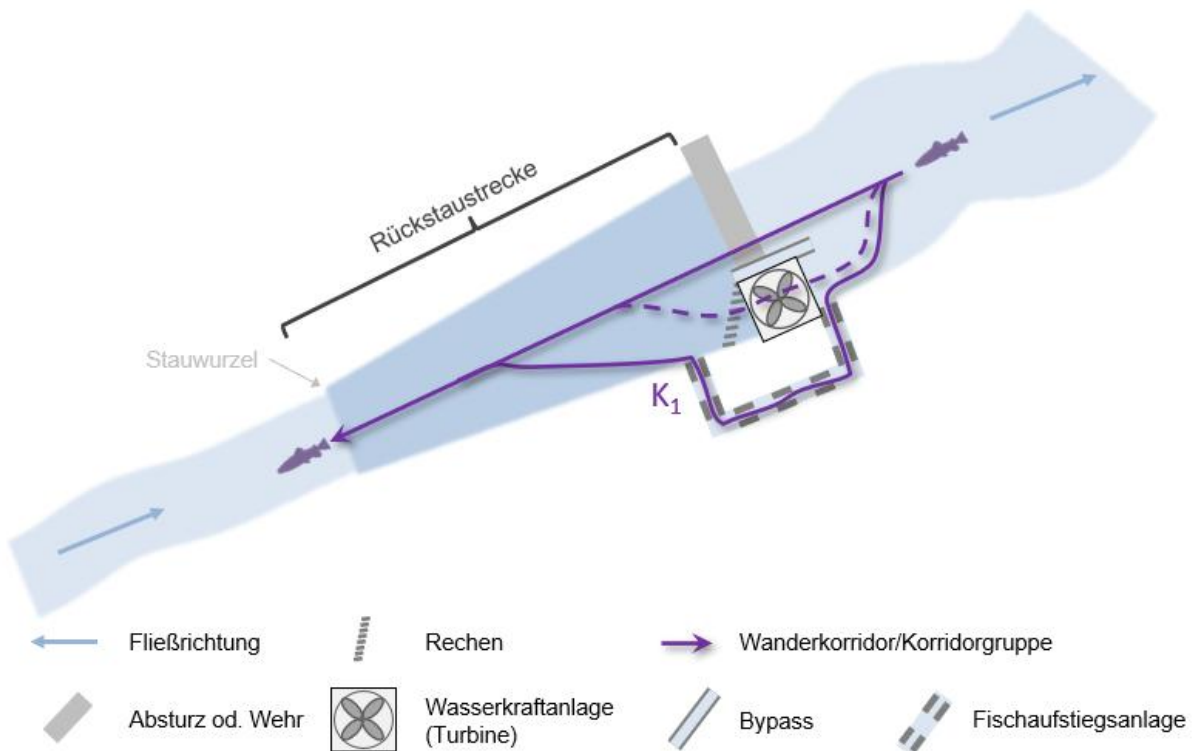 Rückstaustrecke
Stauwurzel
K₁
Fließrichtung
Rechen
Wanderkorridor/Korridorgruppe
Absturz od. Wehr
Wasserkraftanlage
(Turbine)
Bypass
Fischaufstiegsanlage